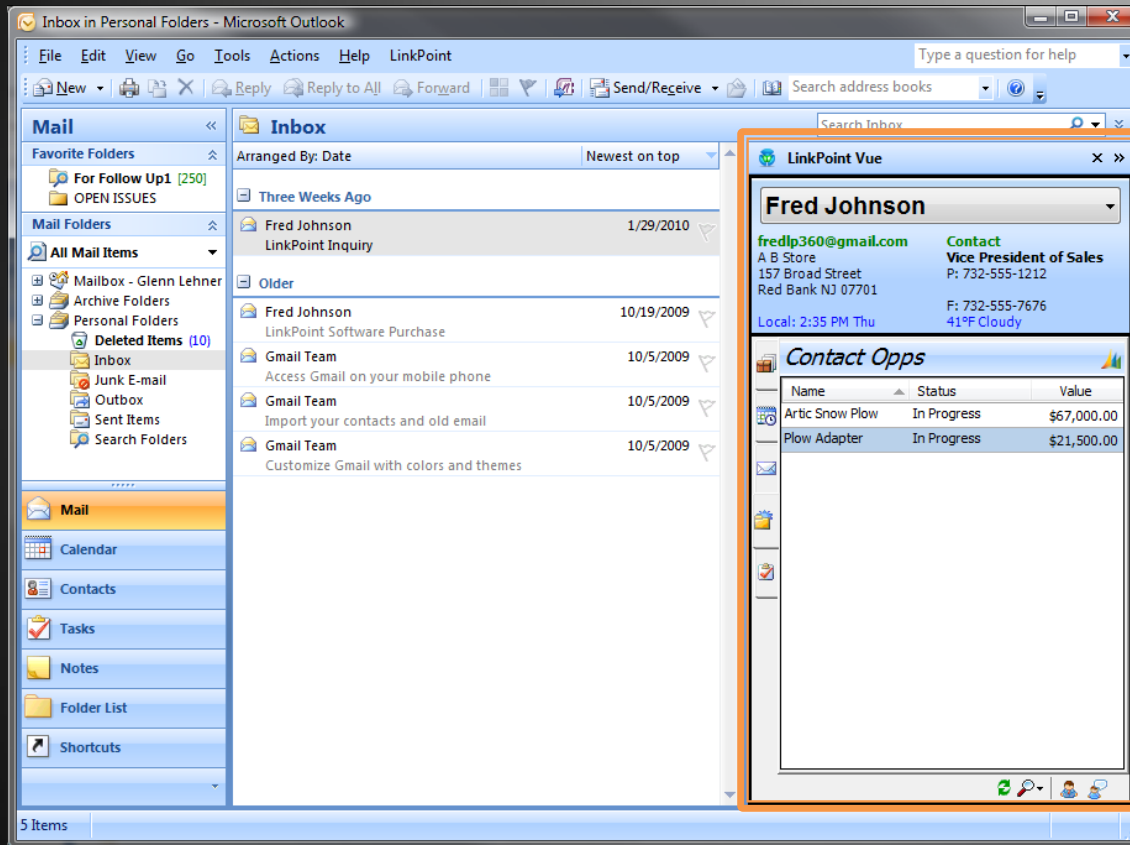 Inbox in Personal Folders - Microsoft Outlook
File Edit View Go Tools Actions Help LinkPoint Type a question for help
New Reply Reply to All Forward Send/Receive Search address books
Mail «
Favorite Folders
For Follow Up1 [250]
OPEN ISSUES
Mail Folders
All Mail Items
Mailbox - Glenn Lehner
Archive Folders
Personal Folders
Deleted Items (10)
Inbox
Junk E-mail
Outbox
Sent Items
Search Folders
Mail
Calendar
Contacts
Tasks
Notes
Folder List
Shortcuts
5 Items
Inbox Search Inbox
Arranged By: Date Newest on top
Three Weeks Ago
Fred Johnson 1/29/2010
LinkPoint Inquiry
Older
Fred Johnson 10/19/2009
LinkPoint Software Purchase
Gmail Team 10/5/2009
Access Gmail on your mobile phone
Gmail Team 10/5/2009
Import your contacts and old email
Gmail Team 10/5/2009
Customize Gmail with colors and themes
LinkPoint Vue
Fred Johnson
fredlp360@gmail.com Contact
A B Store Vice President of Sales
157 Broad Street P: 732-555-1212
Red Bank NJ 07701
F: 732-555-7676
Local: 2:35 PM Thu 41°F Cloudy
Contact Opps
Name Status Value
Artic Snow Plow In Progress $67,000.00
Plow Adapter In Progress $21,500.00